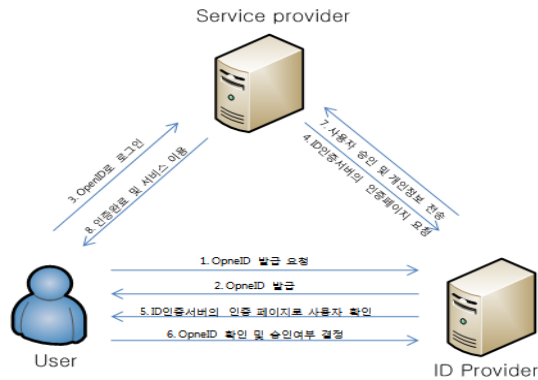 Service provider
3. OpenID로 로그인
8. 인증완료 및 서비스 이용
7. 사용자 승인 및 개인정보 전송
4. ID인증서버의 인증페이지 요청
1. OpneID 발급 요청
2. OpneID 발급
5. ID인증서버의 인증 페이지로 사용자 확인
6. OpneID 확인 및 승인여부 결정
User
ID Provider